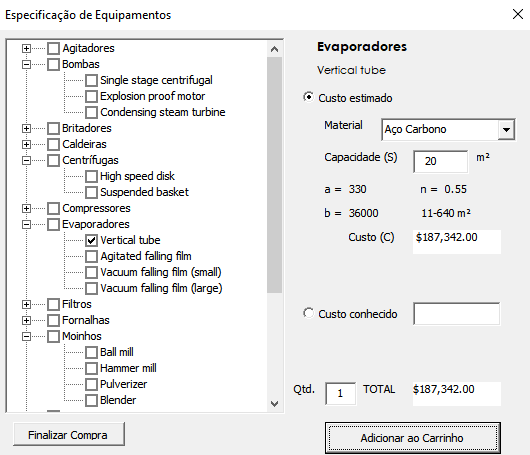 Especificação de Equipamentos
Agitadores
Bombas
Single stage centrifugal
Explosion proof motor
Condensing steam turbine
Britadores
Caldeiras
Centrífugas
High speed disk
Suspended basket
Compressores
Evaporadores
Vertical tube
Agitated falling film
Vacuum falling film (small)
Vacuum falling film (large)
Filtros
Fornalhas
Moinhos
Ball mill
Hammer mill
Pulverizer
Blender
Finalizar Compra
Evaporadores
Vertical tube
Custo estimado
Material Aço Carbono
Capacidade (S) 20 m²
a = 330 n = 0.55
b = 36000 11-640 m²
Custo (C) $187,342.00
Custo conhecido
Qtd. 1 TOTAL $187,342.00
Adicionar ao Carrinho